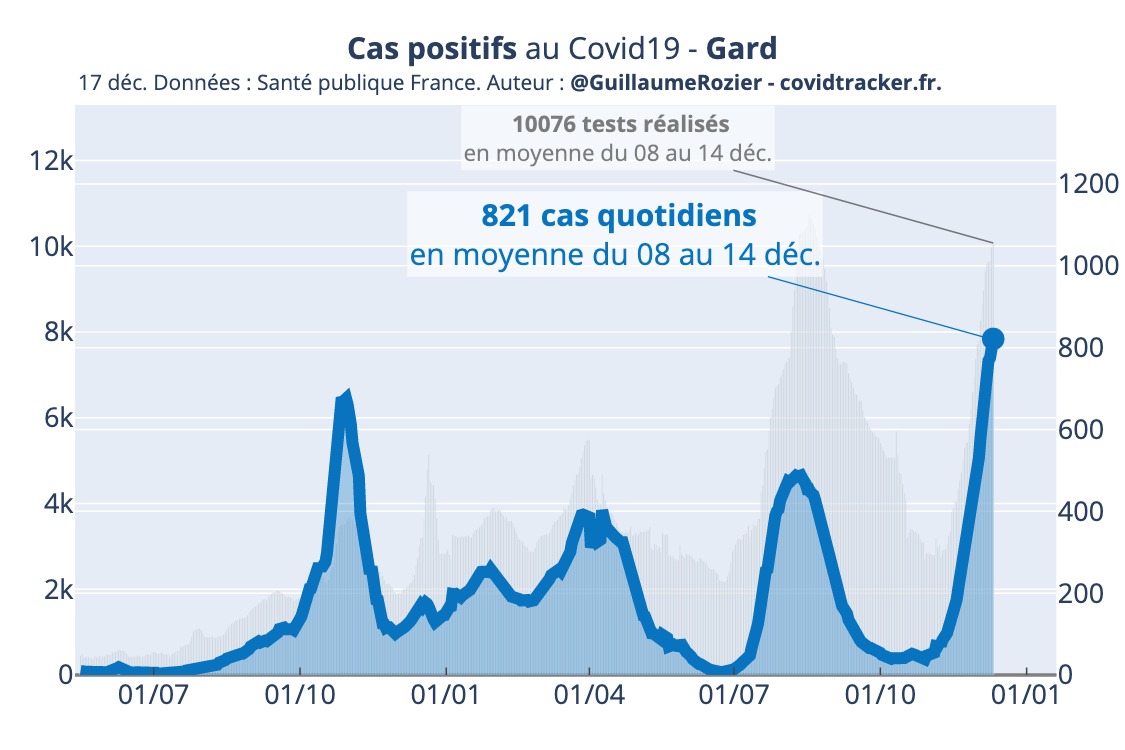 Cas positifs au Covid19 - Gard
17 déc. Données : Santé publique France. Auteur : @GuillaumeRozier - covidtracker.fr.
10076 tests réalisés
en moyenne du 08 au 14 déc.
821 cas quotidiens
en moyenne du 08 au 14 déc.
12k
10k
8k
6k
4k
2k
0
1200
1000
800
600
400
200
0
01/07
01/10
01/01
01/04
01/07
01/10
01/01